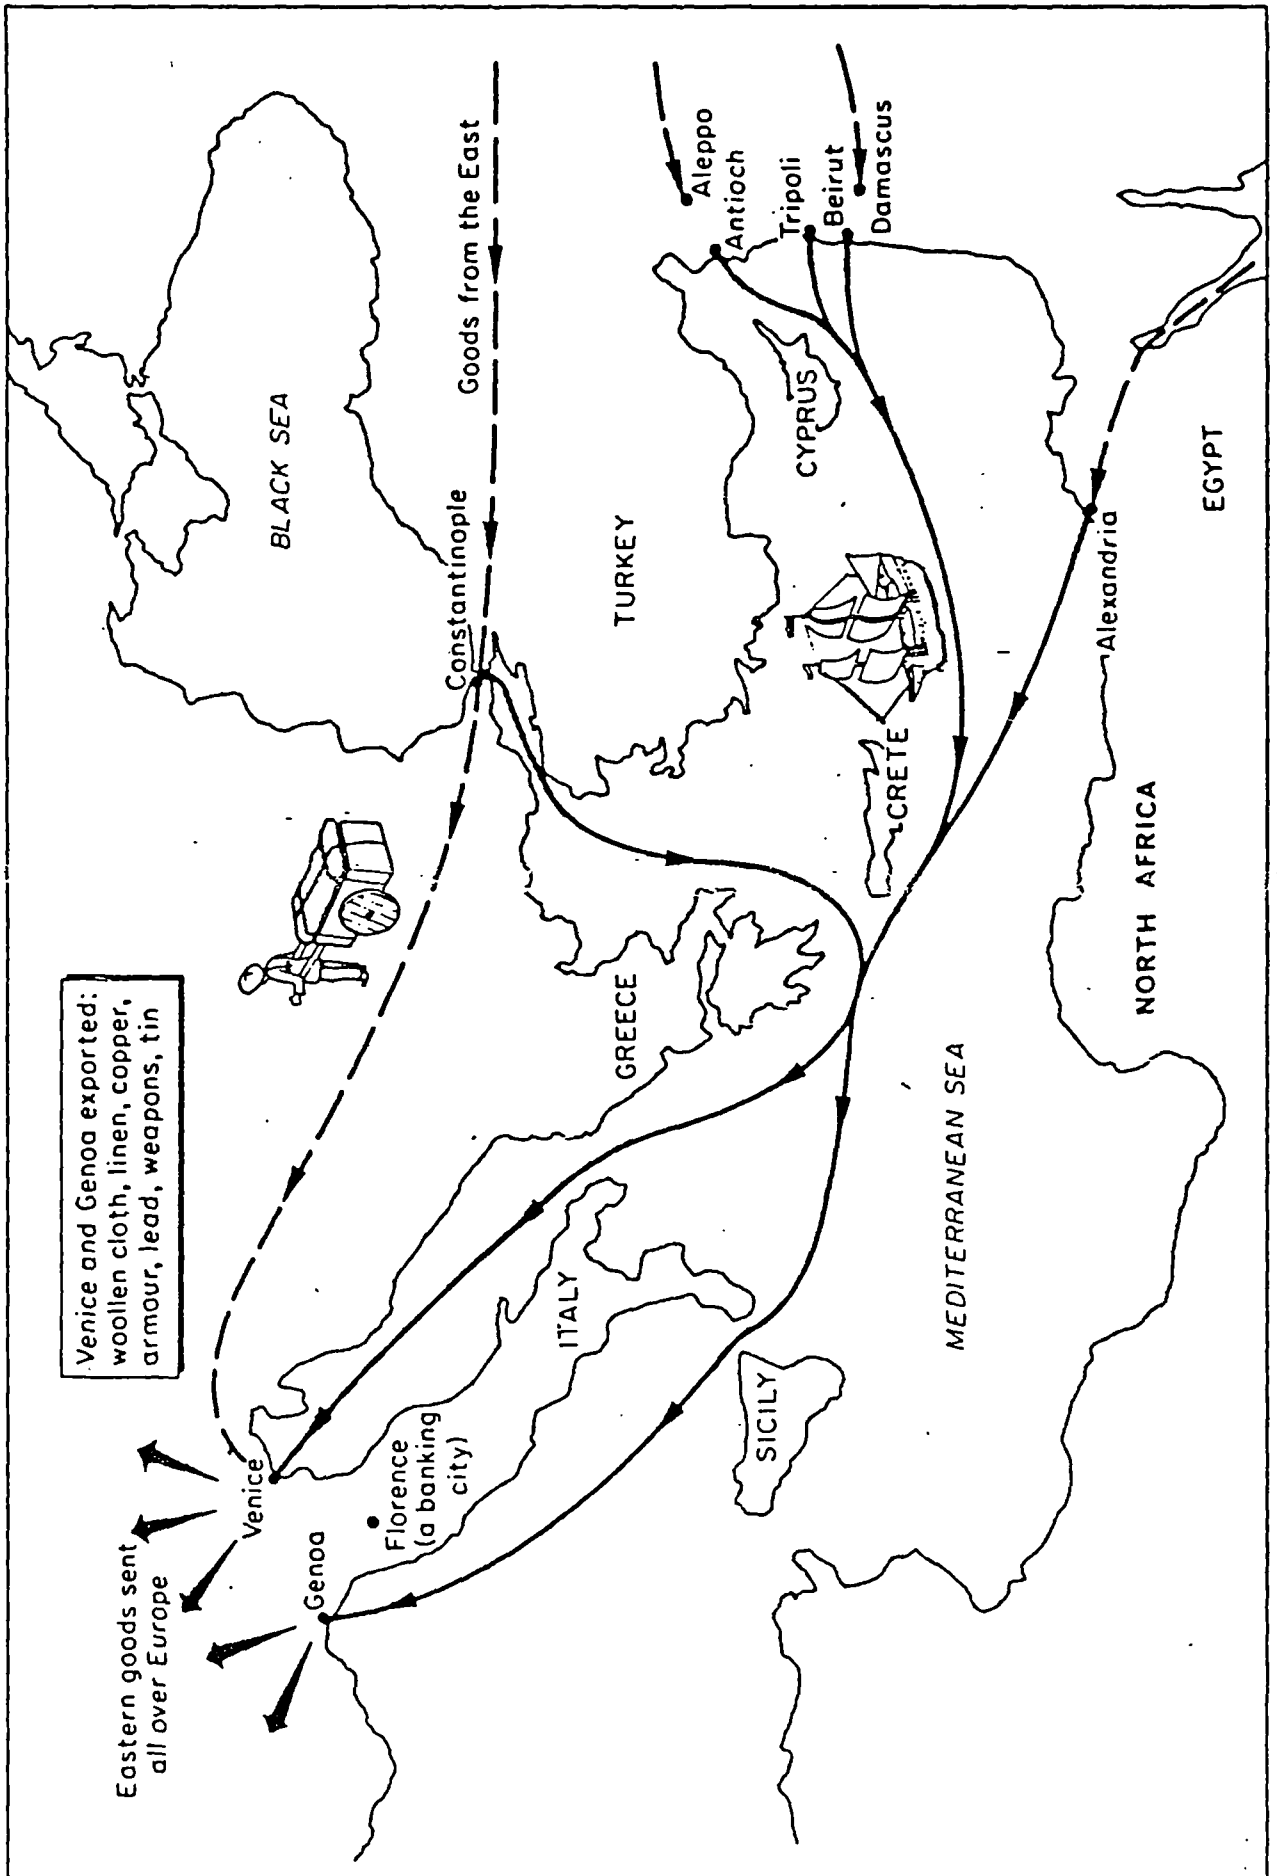 Eastern goods sent
all over Europe
Venice and Genoa exported:
woollen cloth, linen, copper,
armour, lead, weapons, tin
Venice
Genoa
Florence
(a banking
city)
ITALY
SICILY
GREECE
CRETE
MEDITERRANEAN SEA
NORTH AFRICA
BLACK SEA
Constantinople
Goods from the East
TURKEY
CYPRUS
Aleppo
Antioch
Tripoli
Beirut
Damascus
Alexandria
EGYPT